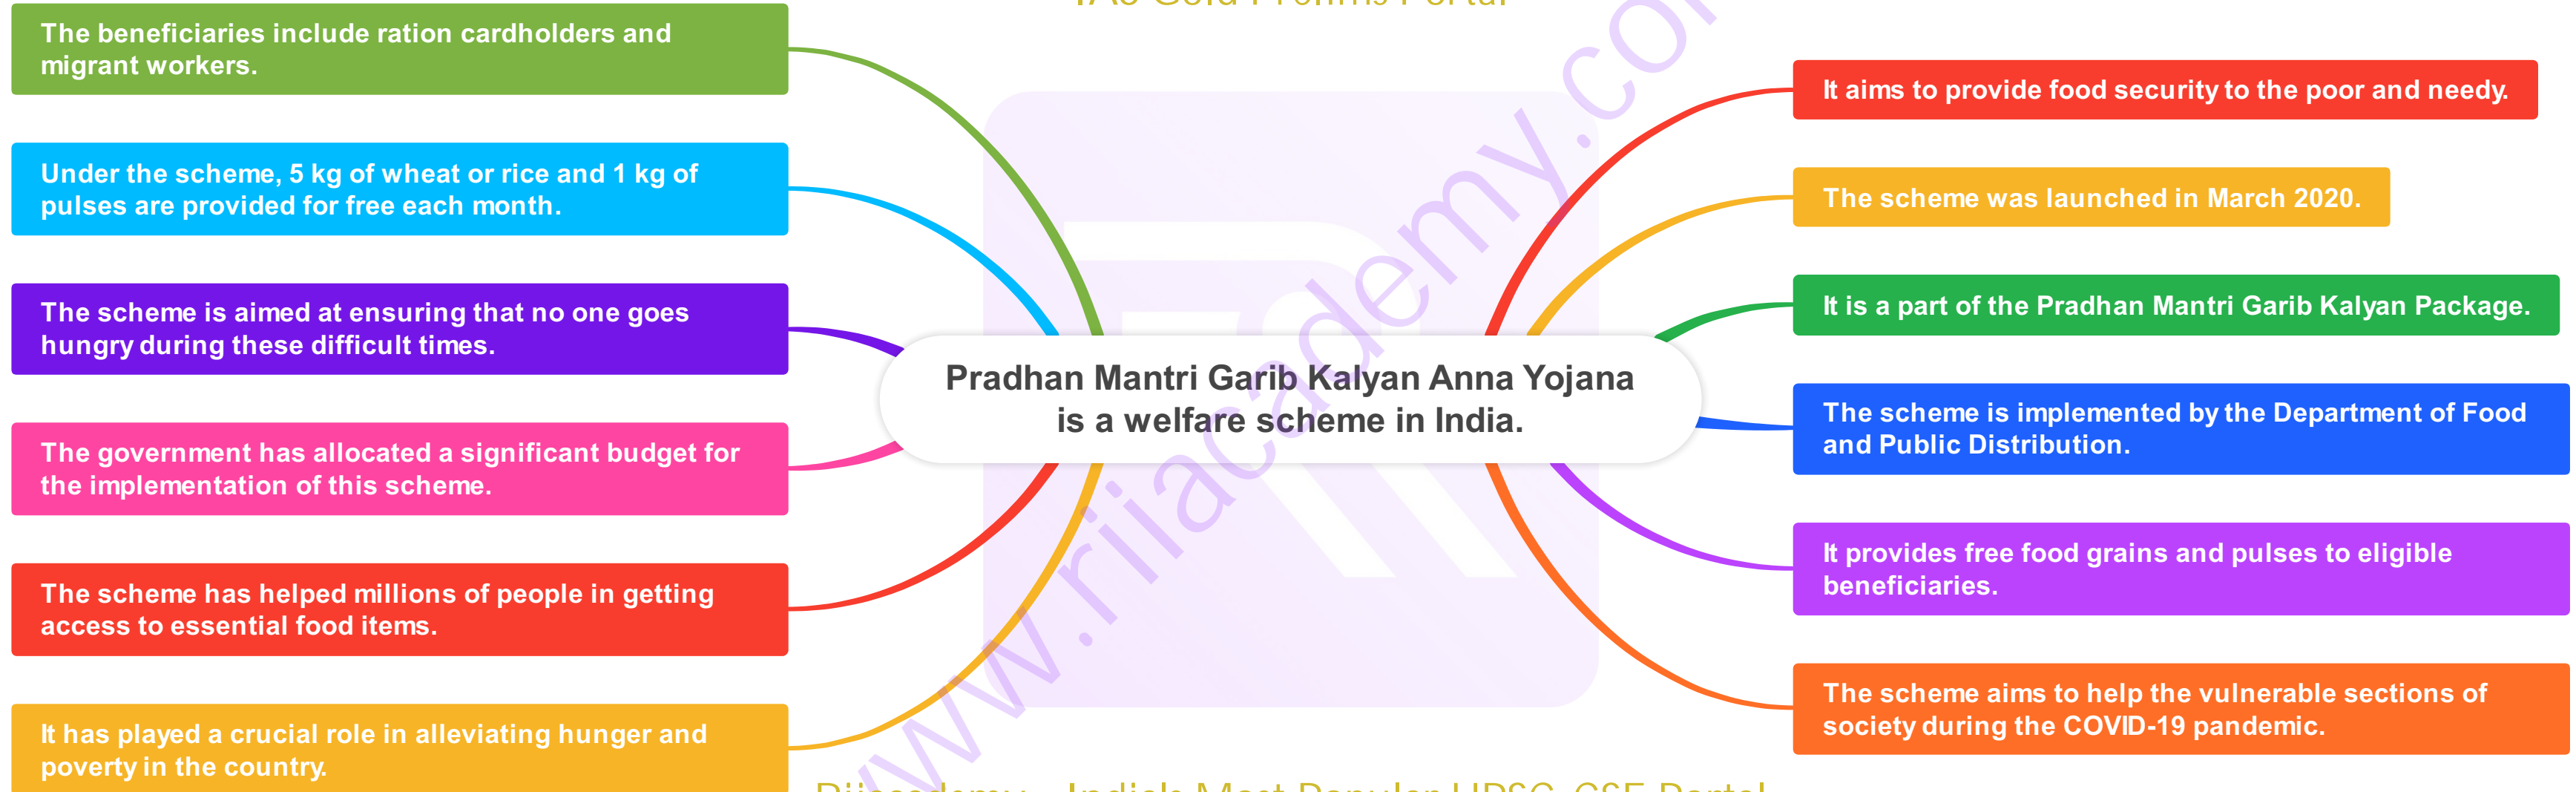 The beneficiaries include ration cardholders and
migrant workers.
Under the scheme, 5 kg of wheat or rice and 1 kg of
pulses are provided for free each month.
The scheme is aimed at ensuring that no one goes
hungry during these difficult times.
The government has allocated a significant budget for
the implementation of this scheme.
The scheme has helped millions of people in getting
access to essential food items.
It has played a crucial role in alleviating hunger and
poverty in the country.
Pradhan Mantri Garib Kalyan Anna Yojana
is a welfare scheme in India.
It aims to provide food security to the poor and needy.
The scheme was launched in March 2020.
It is a part of the Pradhan Mantri Garib Kalyan Package.
The scheme is implemented by the Department of Food
and Public Distribution.
It provides free food grains and pulses to eligible
beneficiaries.
The scheme aims to help the vulnerable sections of
society during the COVID-19 pandemic.
India's Most Popular UPSC-CSE Portal